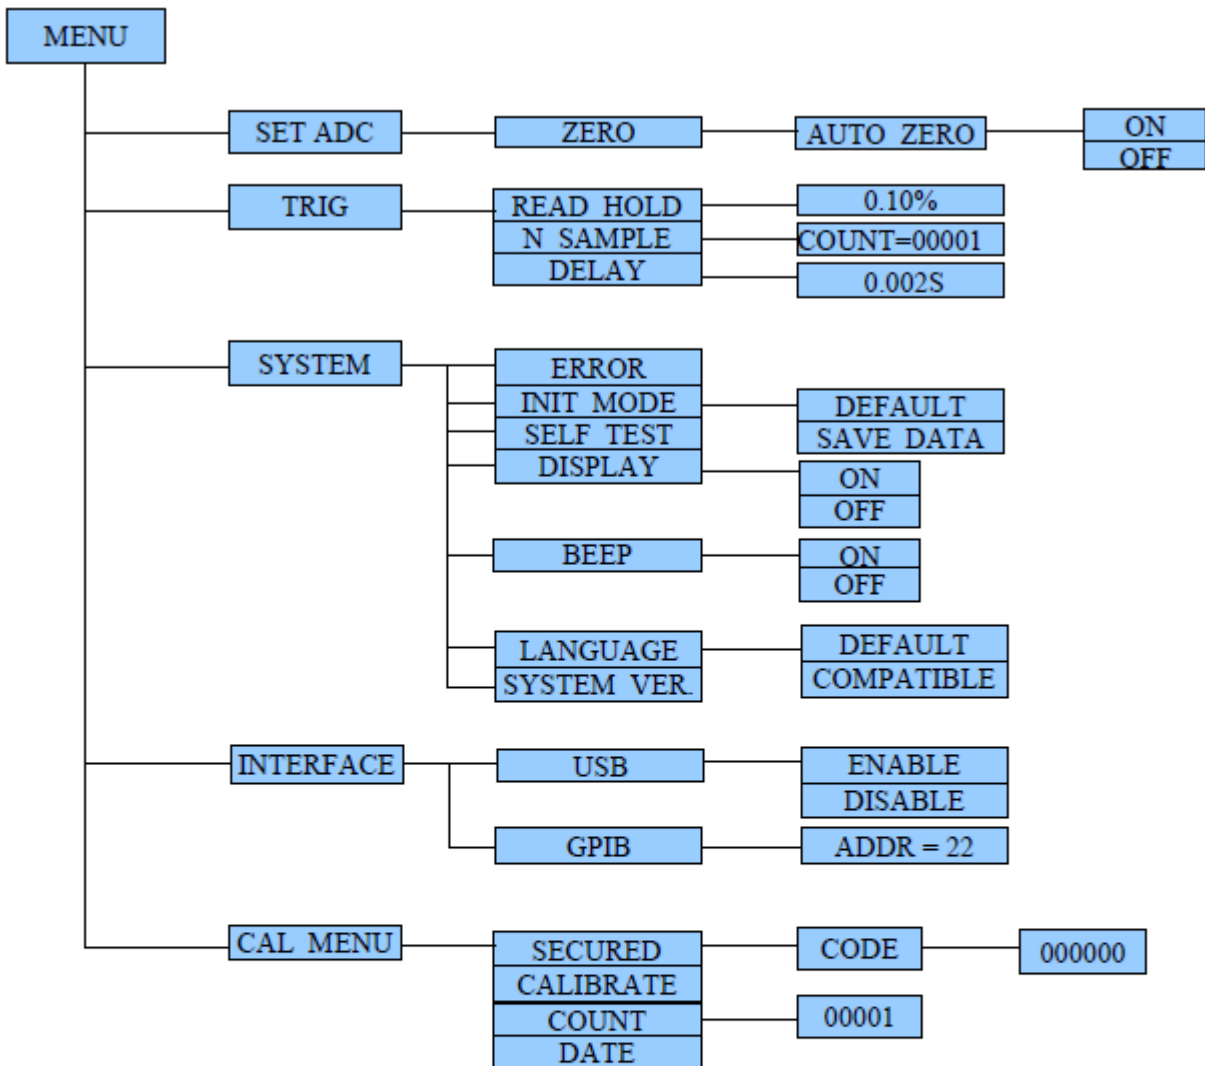 MENU
SET ADC
ZERO
AUTO ZERO
ON
OFF
TRIG
READ HOLD
0.10%
N SAMPLE
COUNT=00001
DELAY
0.002S
SYSTEM
ERROR
INIT MODE
DEFAULT
SELF TEST
SAVE DATA
DISPLAY
ON
OFF
BEEP
ON
OFF
LANGUAGE
DEFAULT
SYSTEM VER.
COMPATIBLE
INTERFACE
USB
ENABLE
DISABLE
GPIB
ADDR = 22
CAL MENU
SECURED
CODE
000000
CALIBRATE
COUNT
00001
DATE